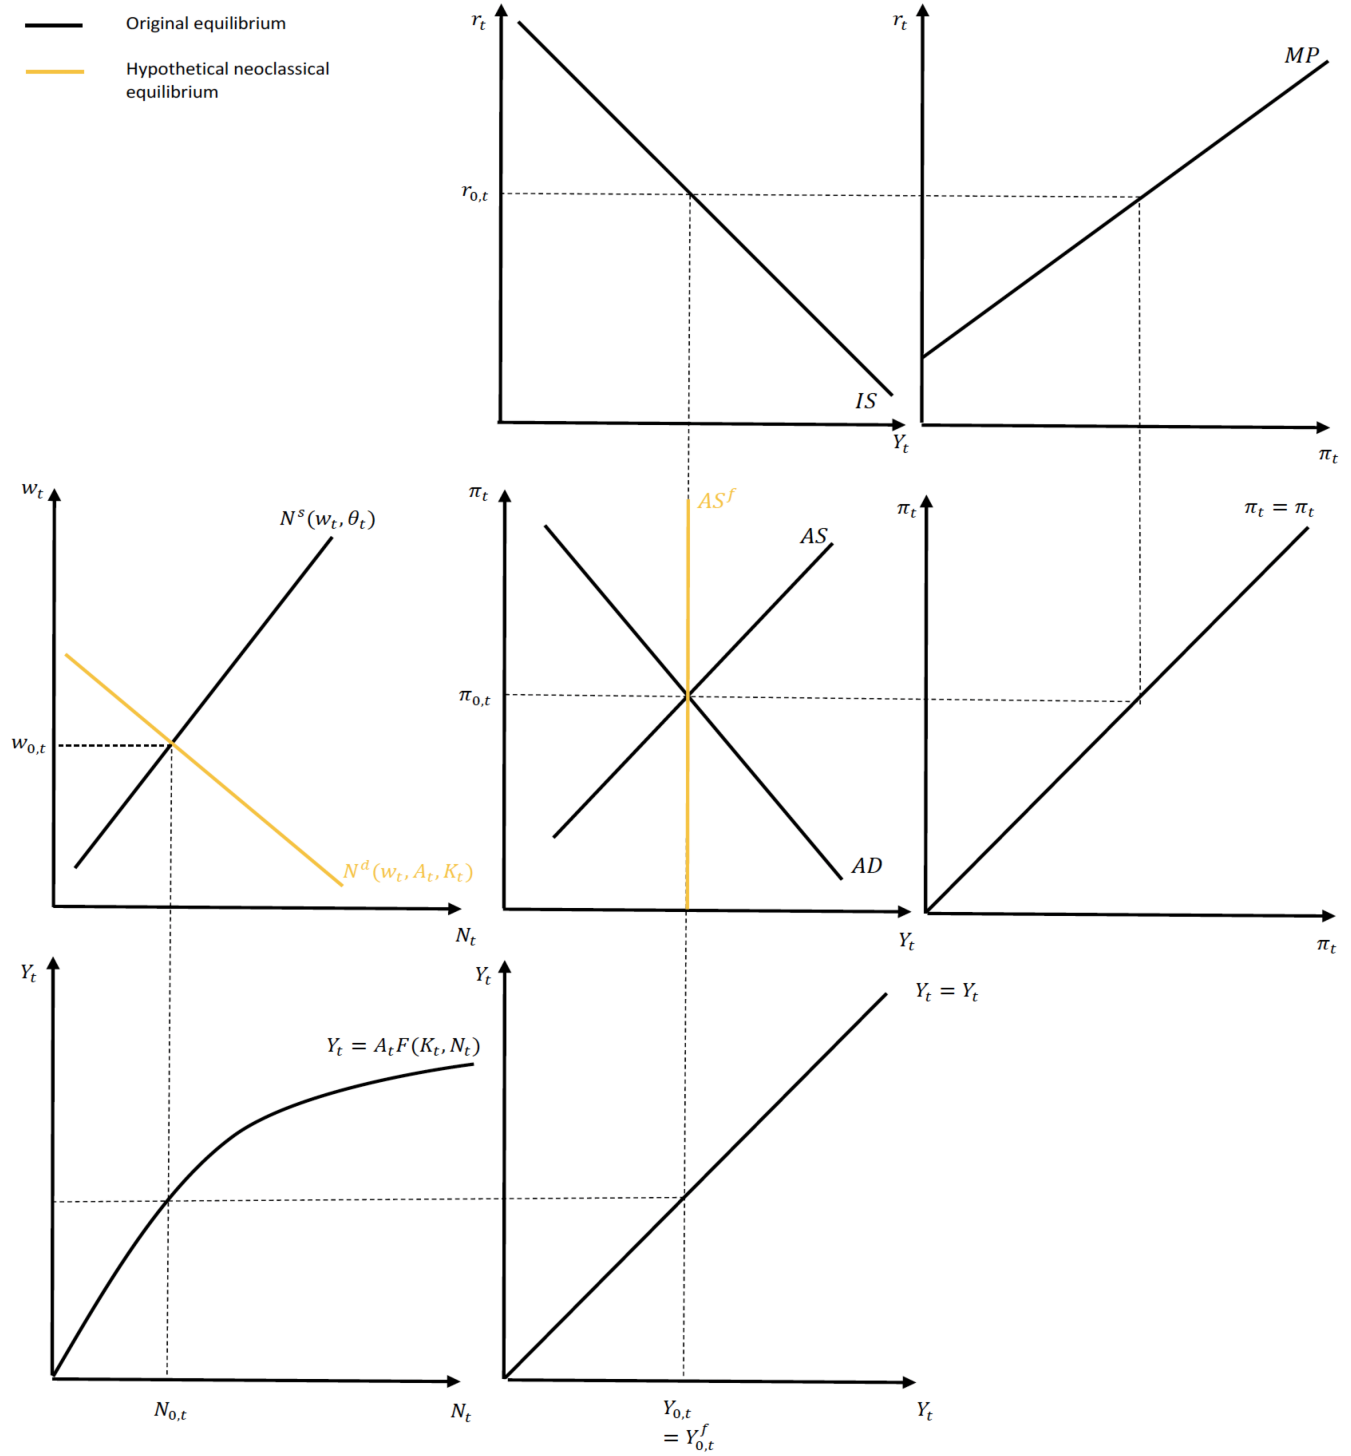 Original equilibrium
Hypothetical neoclassical
equilibrium
r_t
r_t
MP
r_{0,t}
IS
Y_t
π_t
w_t
N^s(w_t, θ_t)
π_t
AS^f
AS
π_t
π_t = π_t
π_{0,t}
w_{0,t}
N^d(w_t, A_t, K_t)
AD
N_t
Y_t
π_t
Y_t
Y_t
Y_t = Y_t
Y_t = A_tF(K_t, N_t)
N_{0,t}
N_t
Y_{0,t}
= Y^f_{0,t}
Y_t